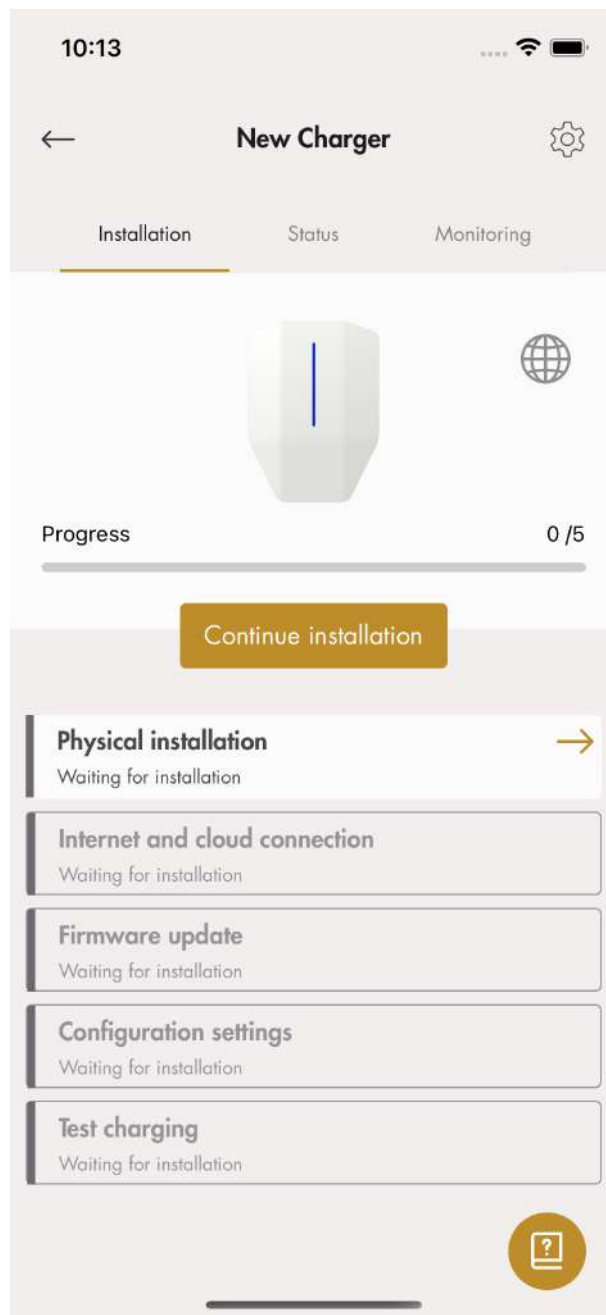 10:13
New Charger
Installation Status Monitoring
Progress 0 /5
Continue installation
Physical installation
Waiting for installation
Internet and cloud connection
Waiting for installation
Firmware update
Waiting for installation
Configuration settings
Waiting for installation
Test charging
Waiting for installation
?